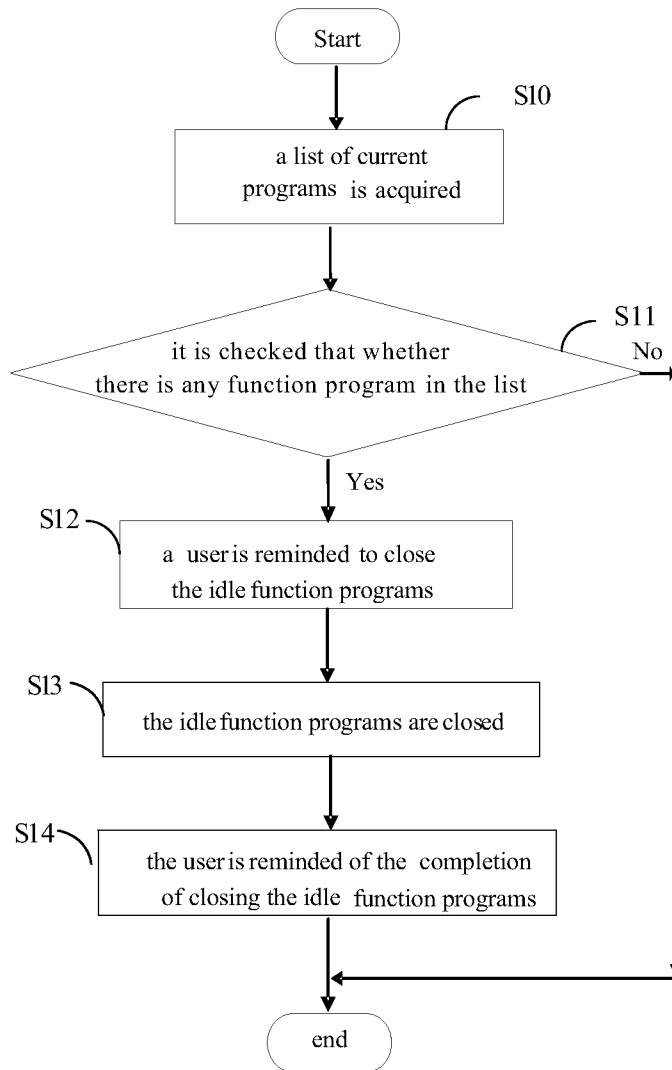 Start
S10
a list of current
programs is acquired
S11
it is checked that whether
there is any function program in the list
No
Yes
S12
a user is reminded to close
the idle function programs
S13
the idle function programs are closed
S14
the user is reminded of the completion
of closing the idle function programs
end